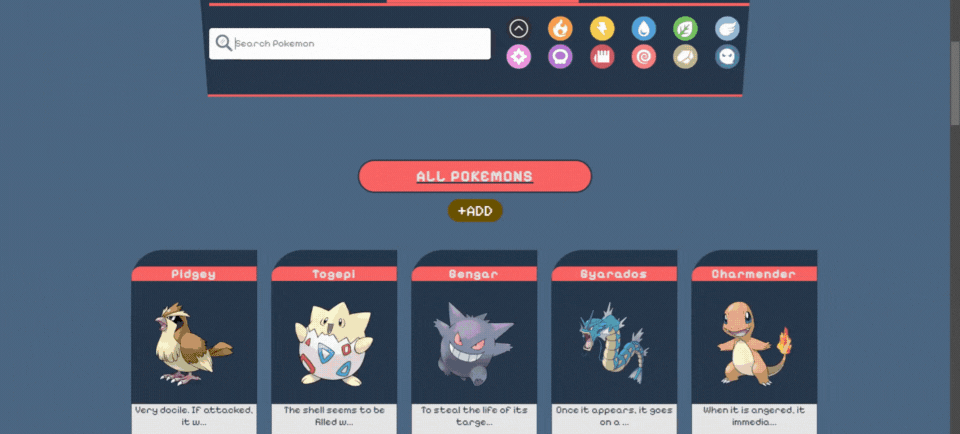 Search Pokemon
ALL POKEMONS
+ADD
Pidgey
Togepi
Gengar
Gyarados
Charmender
Very docile. If attacked,
it w...
The shell seems to be
filled w...
To steal the life of its
targe...
Once it appears, it goes
on a ...
When it is angered, it
immedia...